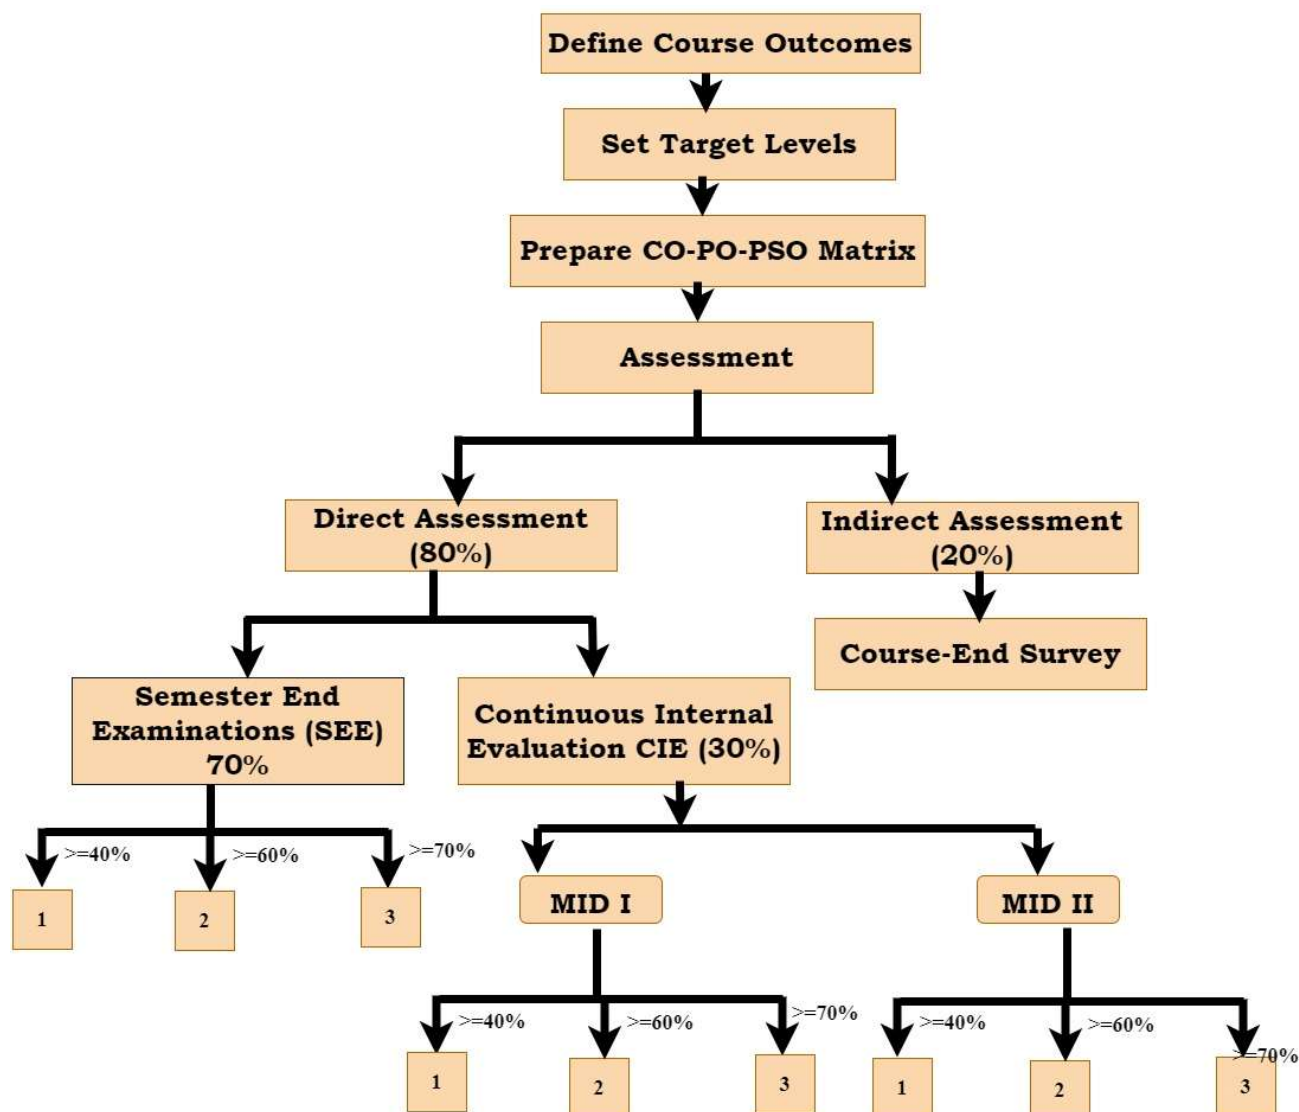 Define Course Outcomes
Set Target Levels
Prepare CO-PO-PSO Matrix
Assessment
Direct Assessment
(80%)
Indirect Assessment
(20%)
Course-End Survey
Semester End
Examinations (SEE)
70%
Continuous Internal
Evaluation CIE (30%)
>=40%
>=60%
>=70%
1
2
3
MID I
MID II
>=40%
>=60%
>=70%
1
2
3
>=40%
>=60%
>=70%
1
2
3